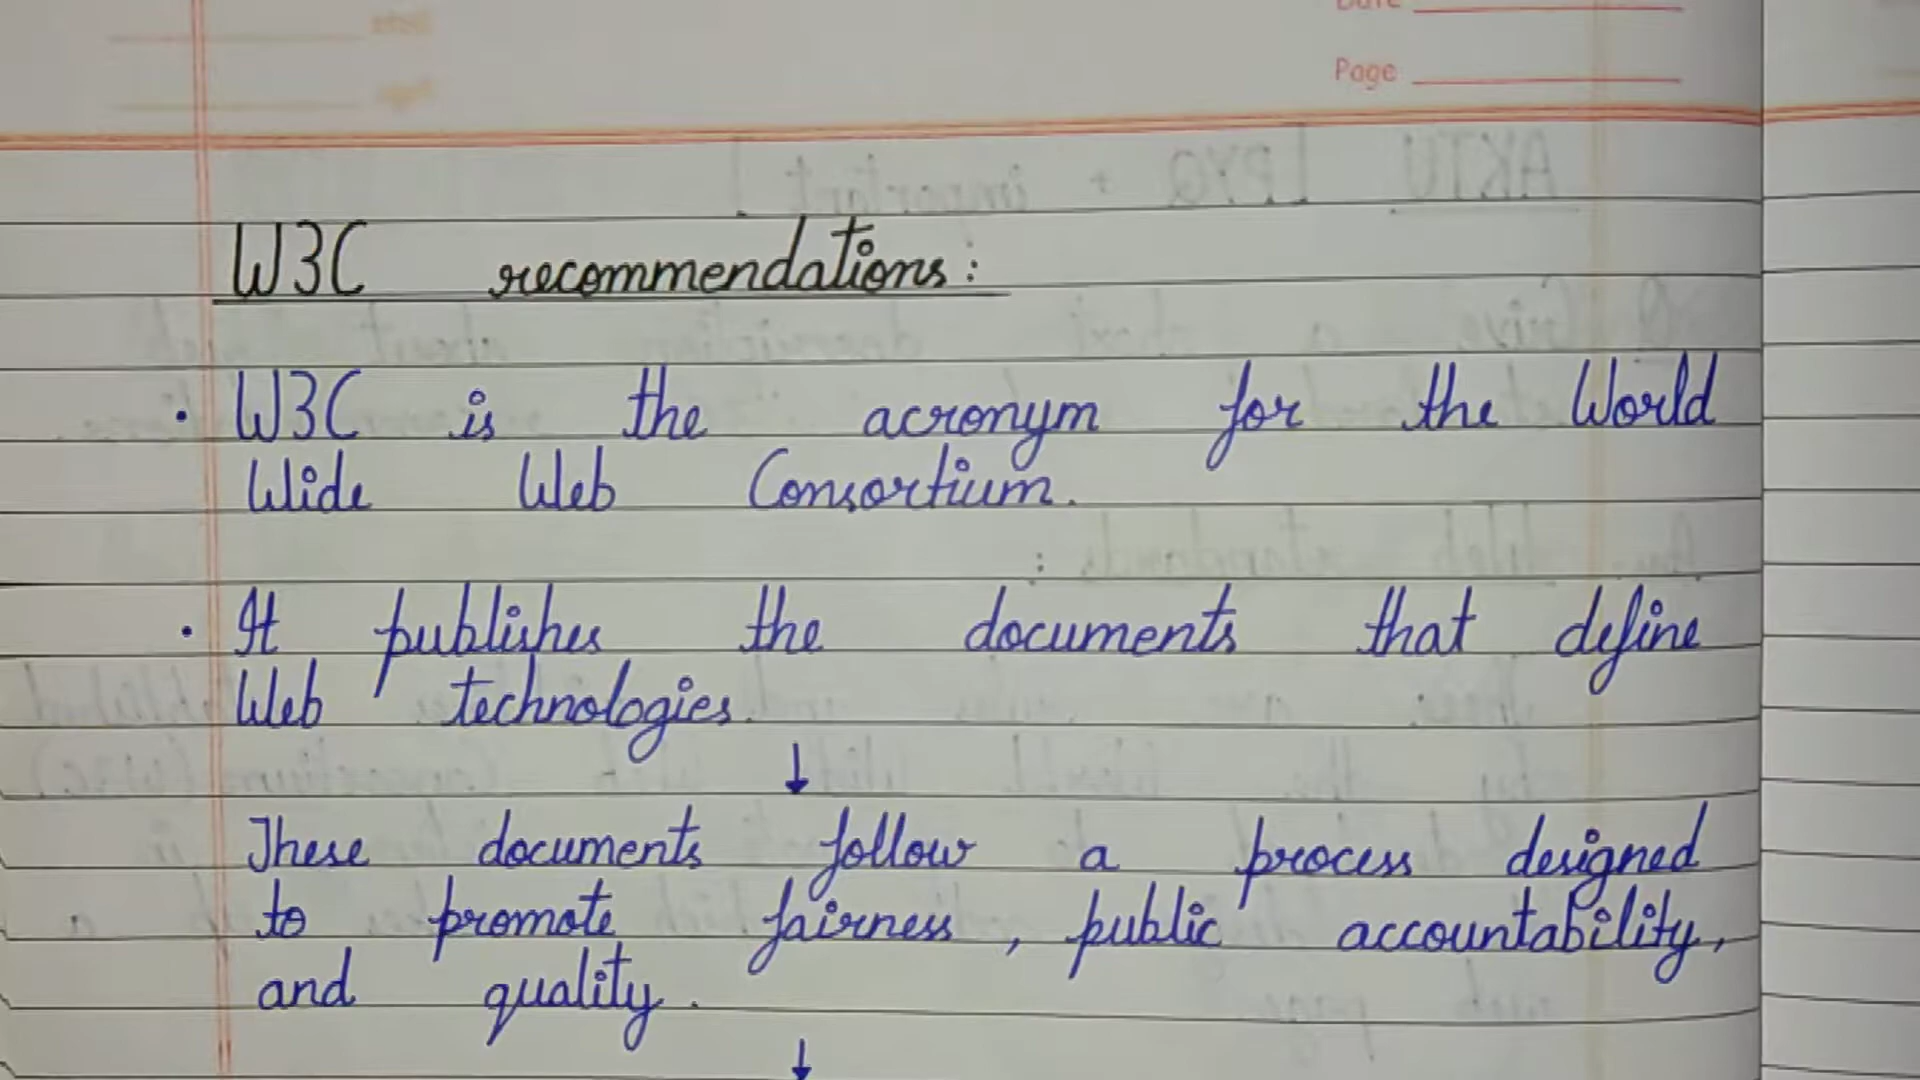 Date
Page
W3C recommendations:
• W3C is the acronym for the World
Wide Web Consortium.
• It publishes the documents that define
Web technologies.
↓
These documents follow a process designed
to promote fairness, public accountability,
and quality.
↓